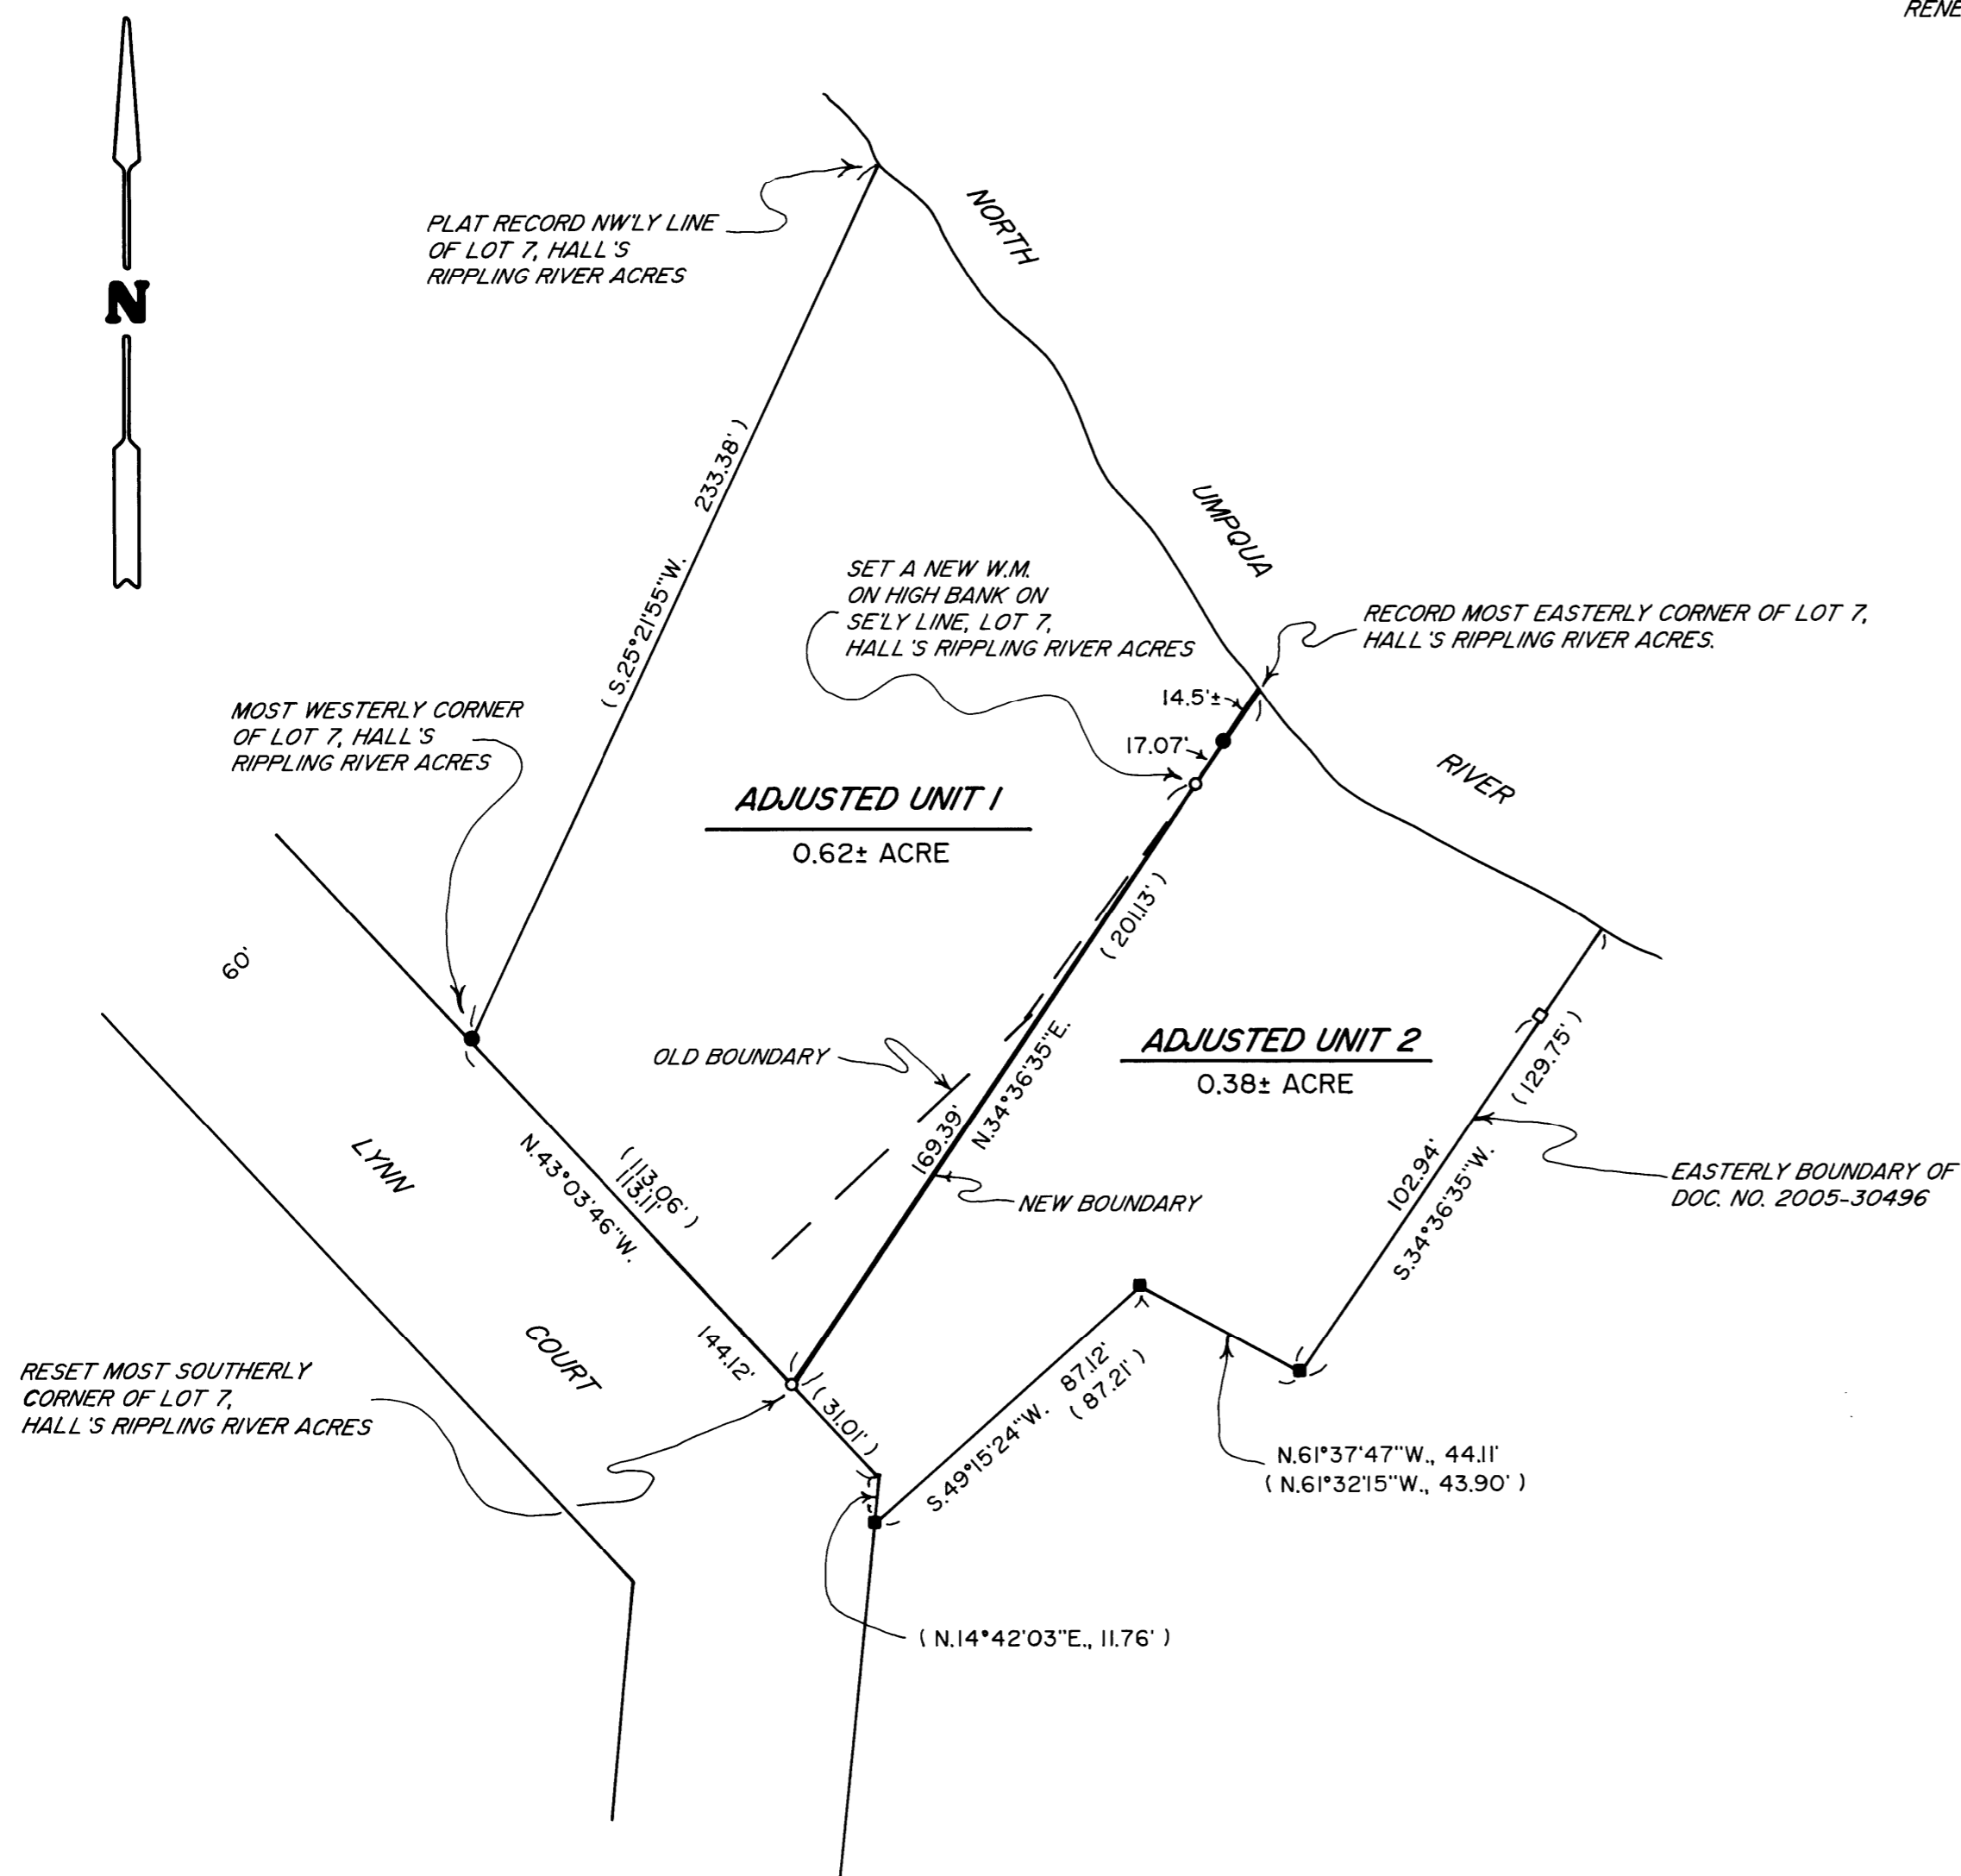 RENE
N
PLAT RECORD NW'LY LINE
OF LOT 7, HALL'S
RIPPLING RIVER ACRES
NORTH
UMPQUA
RIVER
( S.25°21'55"W. 233.38' )
SET A NEW W.M.
ON HIGH BANK ON
SE'LY LINE, LOT 7,
HALL'S RIPPLING RIVER ACRES
RECORD MOST EASTERLY CORNER OF LOT 7,
HALL'S RIPPLING RIVER ACRES.
14.5'±
17.07'
MOST WESTERLY CORNER
OF LOT 7, HALL'S
RIPPLING RIVER ACRES
ADJUSTED UNIT 1
0.62± ACRE
60'
( 201.13' )
OLD BOUNDARY
169.39'
N.34°36'35"E.
ADJUSTED UNIT 2
0.38± ACRE
( 129.75' )
102.94'
S.34°36'35"W.
EASTERLY BOUNDARY OF
DOC. NO. 2005-30496
NEW BOUNDARY
LYNN
COURT
( 113.06' )
113.11'
N.43°03'46"W.
144.12'
RESET MOST SOUTHERLY
CORNER OF LOT 7,
HALL'S RIPPLING RIVER ACRES
( 31.01' )
S.49°15'24"W. 87.12'
( 87.21' )
N.61°37'47"W., 44.11'
( N.61°32'15"W., 43.90' )
( N.14°42'03"E., 11.76' )